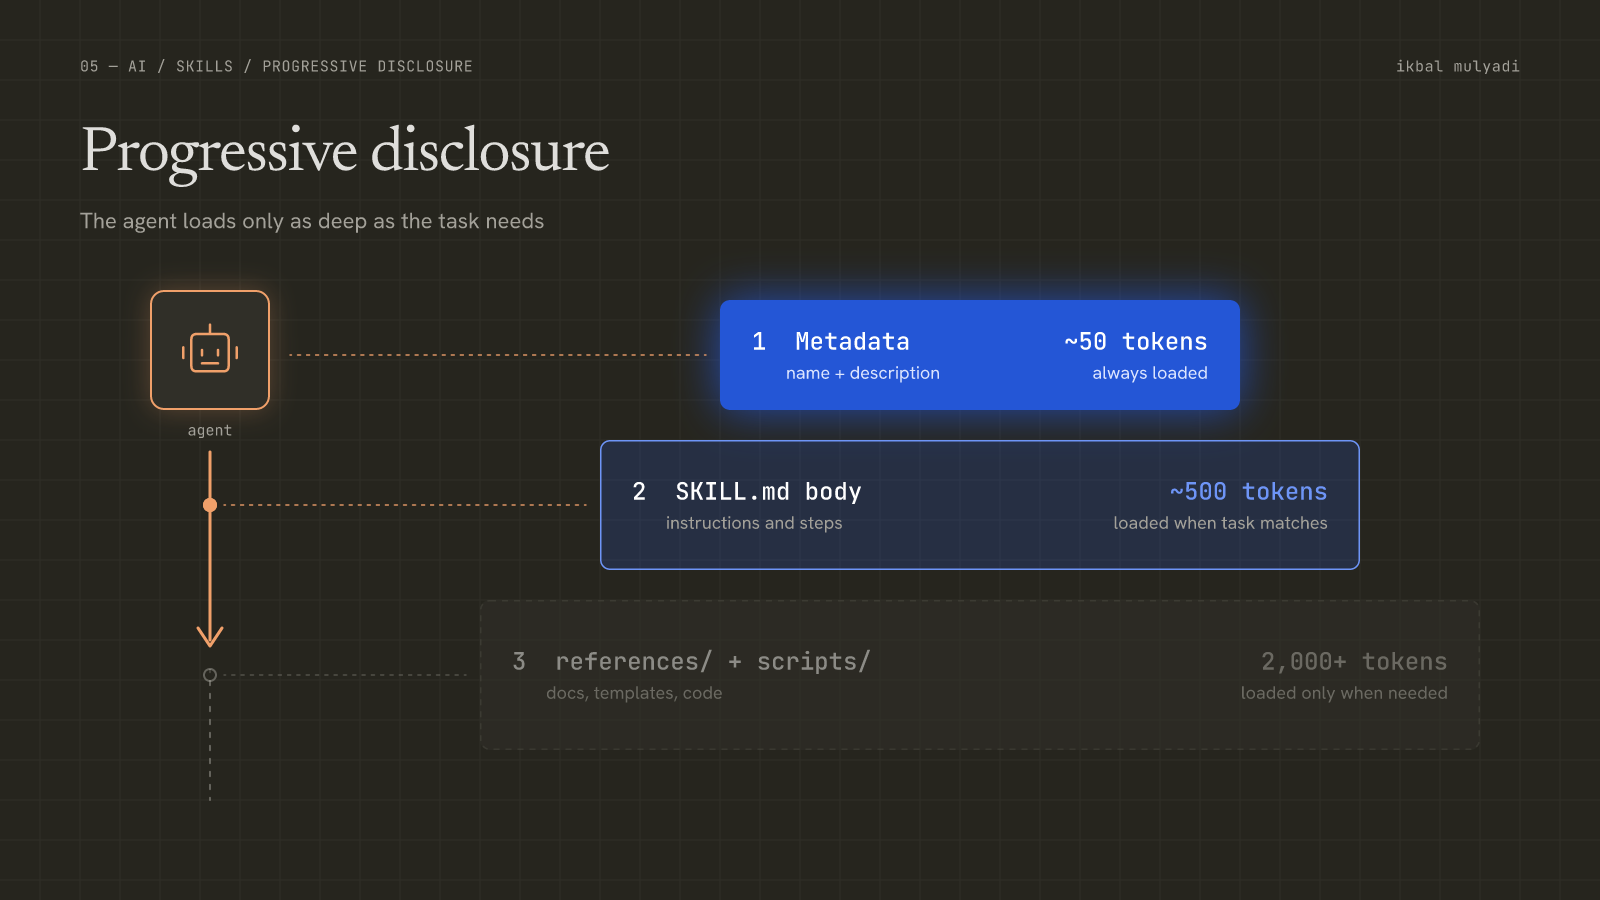 05 — AI / SKILLS / PROGRESSIVE DISCLOSURE
ikbal mulyadi
Progressive disclosure
The agent loads only as deep as the task needs
agent
1 Metadata ~50 tokens
name + description always loaded
2 SKILL.md body ~500 tokens
instructions and steps loaded when task matches
3 references/ + scripts/ 2,000+ tokens
docs, templates, code loaded only when needed